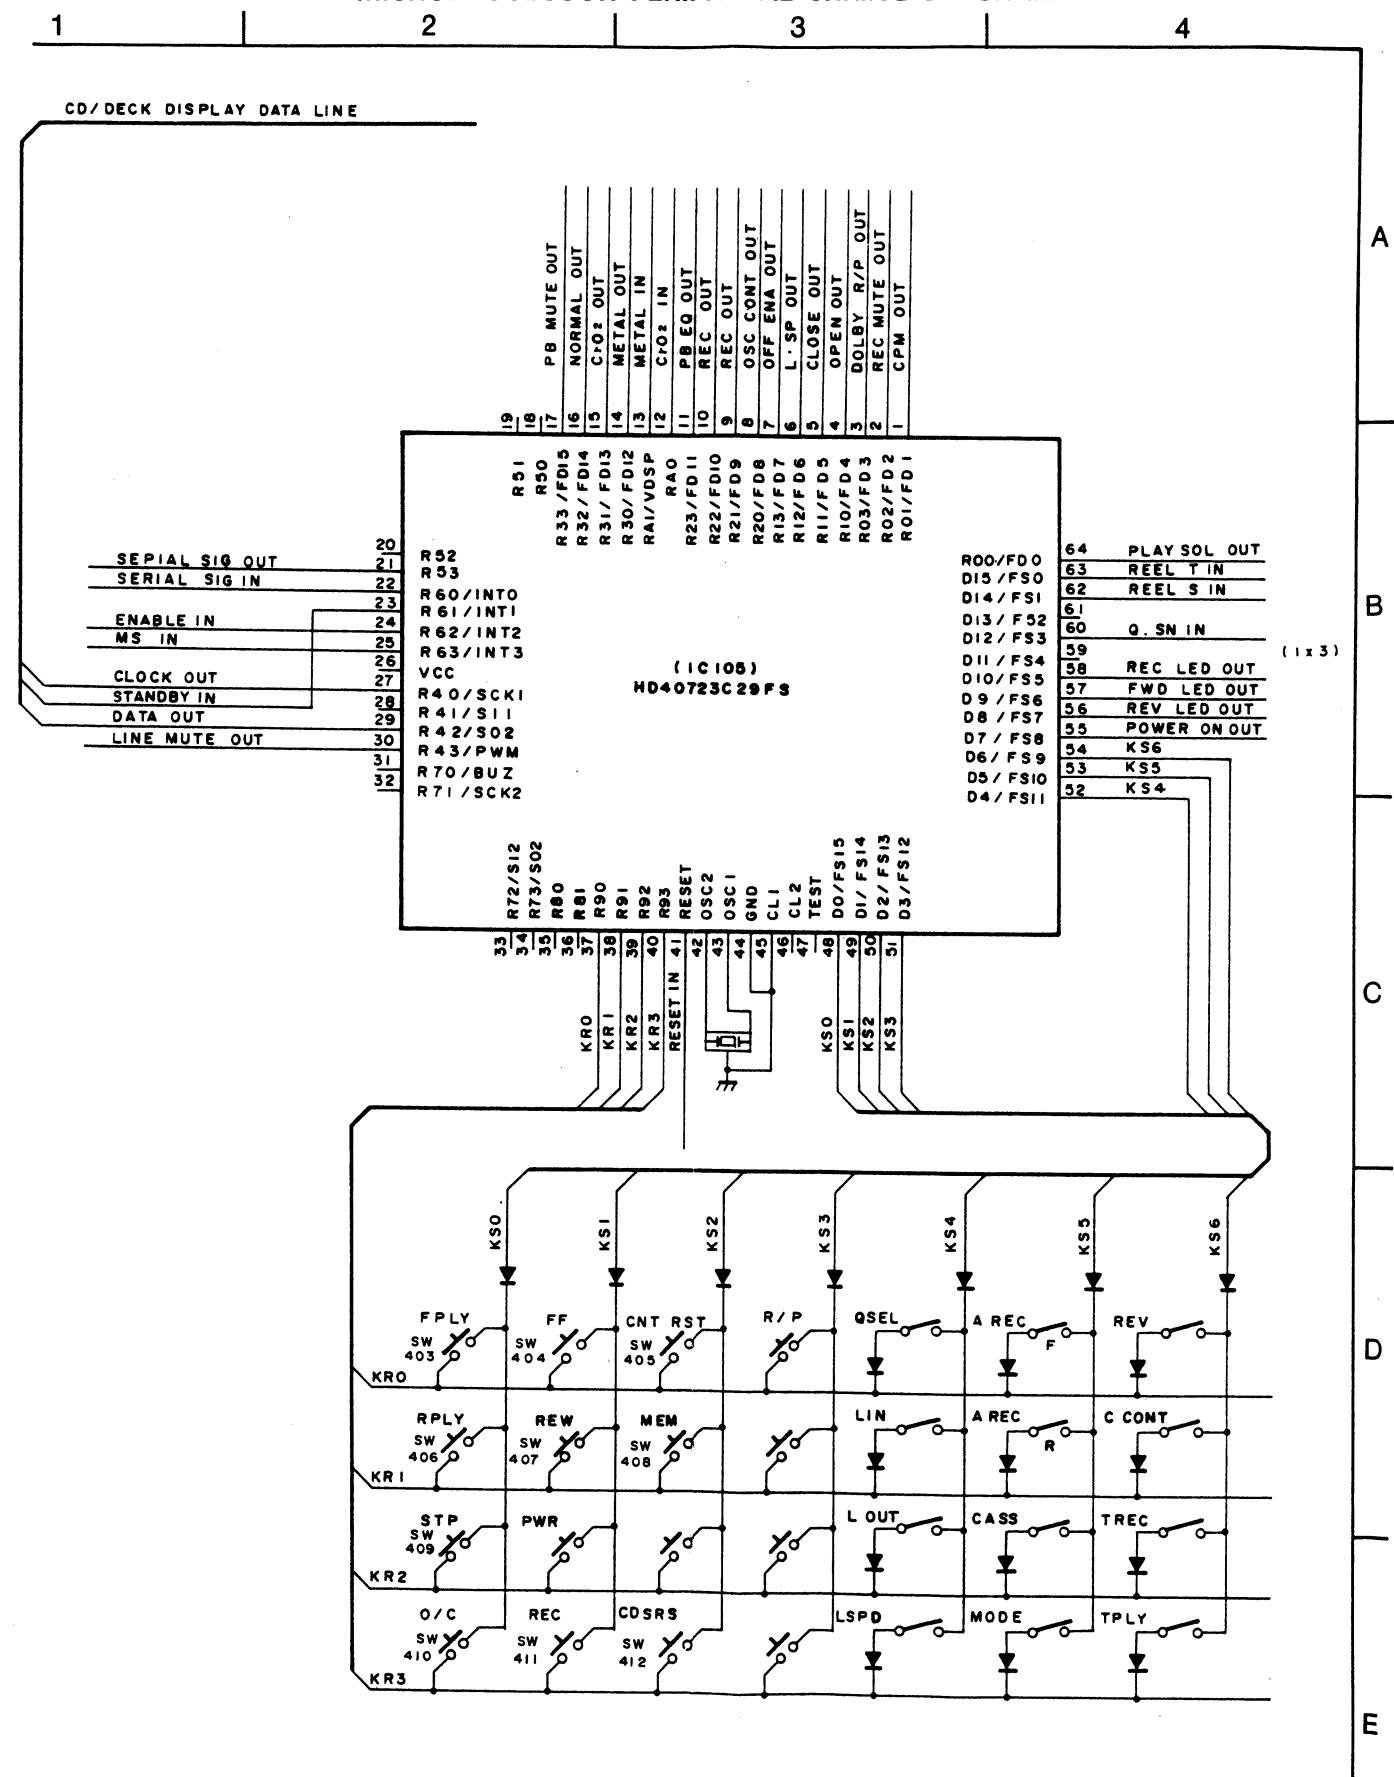 1 2 3 4
CD/DECK DISPLAY DATA LINE
A
PB MUTE OUT
NORMAL OUT
CrO2 OUT
METAL OUT
METAL IN
CrO2 IN
PB EQ OUT
REC OUT
REC OUT
OSC CONT OUT
OFF ENA OUT
L·SP OUT
CLOSE OUT
OPEN OUT
DOLBY R/P OUT
REC MUTE OUT
CPM OUT
19 18 17 16 15 14 13 12 11 10 9 8 7 6 5 4 3 2 1
R51
R50
R33/FD15
R32/FD14
R31/FD13
R30/FD12
RA1/VDSP
RA0
R23/FD11
R22/FD10
R21/FD9
R20/FD8
R13/FD7
R12/FD6
R11/FD5
R10/FD4
R03/FD3
R02/FD2
R01/FD1
20 R52
SEPIAL SIG OUT 21 R53
SERIAL SIG IN 22 R60/INT0
23 R61/INT1
ENABLE IN 24 R62/INT2
MS IN 25 R63/INT3
26 VCC
CLOCK OUT 27 R40/SCK1
STANDBY IN 28 R41/S11
DATA OUT 29 R42/SO2
LINE MUTE OUT 30 R43/PWM
31 R70/BUZ
32 R71/SCK2
(IC105)
HD40723C29FS
R00/FD0 64 PLAY SOL OUT
D15/FS0 63 REEL T IN
D14/FS1 62 REEL S IN
D13/F52 61
B
D12/FS3 60 Q.SN IN
D11/FS4 59
(1x3)
D10/FS5 58 REC LED OUT
D9/FS6 57 FWD LED OUT
D8/FS7 56 REV LED OUT
D7/FS8 55 POWER ON OUT
D6/FS9 54 KS6
D5/FS10 53 KS5
D4/FS11 52 KS4
R72/S12
R73/SO2
R80
R81
R90
R91
R92
R93
RESET
OSC2
OSC1
GND
CL1
CL2
TEST
D0/FS15
D1/FS14
D2/FS13
D3/FS12
33 34 35 36 37 38 39 40 41 42 43 44 45 46 47 48 49 50 51
C
KR0
KR1
KR2
KR3
RESET IN
KS0
KS1
KS2
KS3
KS0 KS1 KS2 KS3 KS4 KS5 KS6
FPLY FF CNT RST R/P QSEL A REC F REV
SW 403 SW 404 SW 405
D
KR0
RPLY REW MEM LIN A REC R C CONT
SW 406 SW 407 SW 408
KR1
STP PWR L OUT CASS TREC
SW 409
KR2
O/C REC CDSRS LSPD MODE TPLY
SW 410 SW 411 SW 412
KR3
E